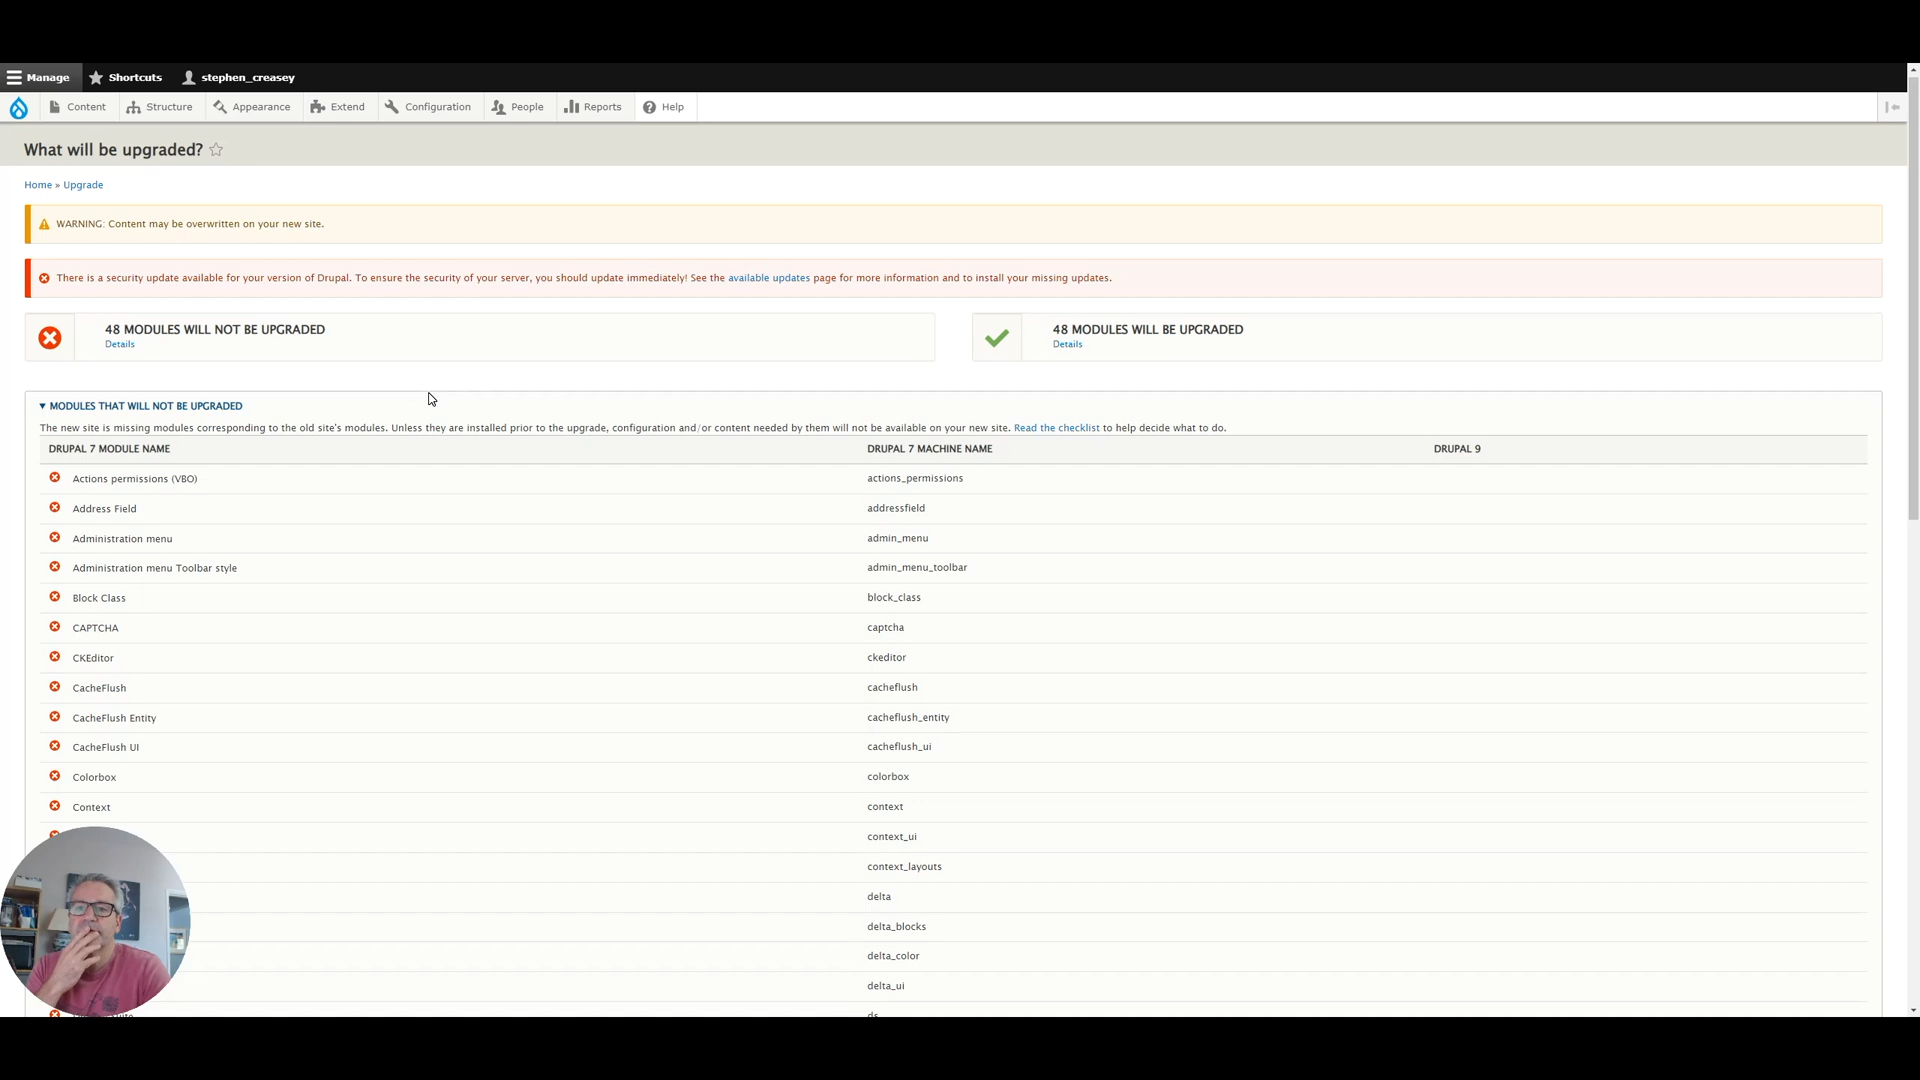 Manage Shortcuts stephen_creasey
Content Structure Appearance Extend Configuration People Reports Help
What will be upgraded?
Home » Upgrade
WARNING: Content may be overwritten on your new site.
There is a security update available for your version of Drupal. To ensure the security of your server, you should update immediately! See the available updates page for more information and to install your missing updates.
48 MODULES WILL NOT BE UPGRADED
Details
48 MODULES WILL BE UPGRADED
Details
MODULES THAT WILL NOT BE UPGRADED
The new site is missing modules corresponding to the old site's modules. Unless they are installed prior to the upgrade, configuration and/or content needed by them will not be available on your new site. Read the checklist to help decide what to do.
DRUPAL 7 MODULE NAME DRUPAL 7 MACHINE NAME DRUPAL 9
Actions permissions (VBO) actions_permissions
Address Field addressfield
Administration menu admin_menu
Administration menu Toolbar style admin_menu_toolbar
Block Class block_class
CAPTCHA captcha
CKEditor ckeditor
CacheFlush cacheflush
CacheFlush Entity cacheflush_entity
CacheFlush UI cacheflush_ui
Colorbox colorbox
Context context
context_ui
context_layouts
delta
delta_blocks
delta_color
delta_ui
ds